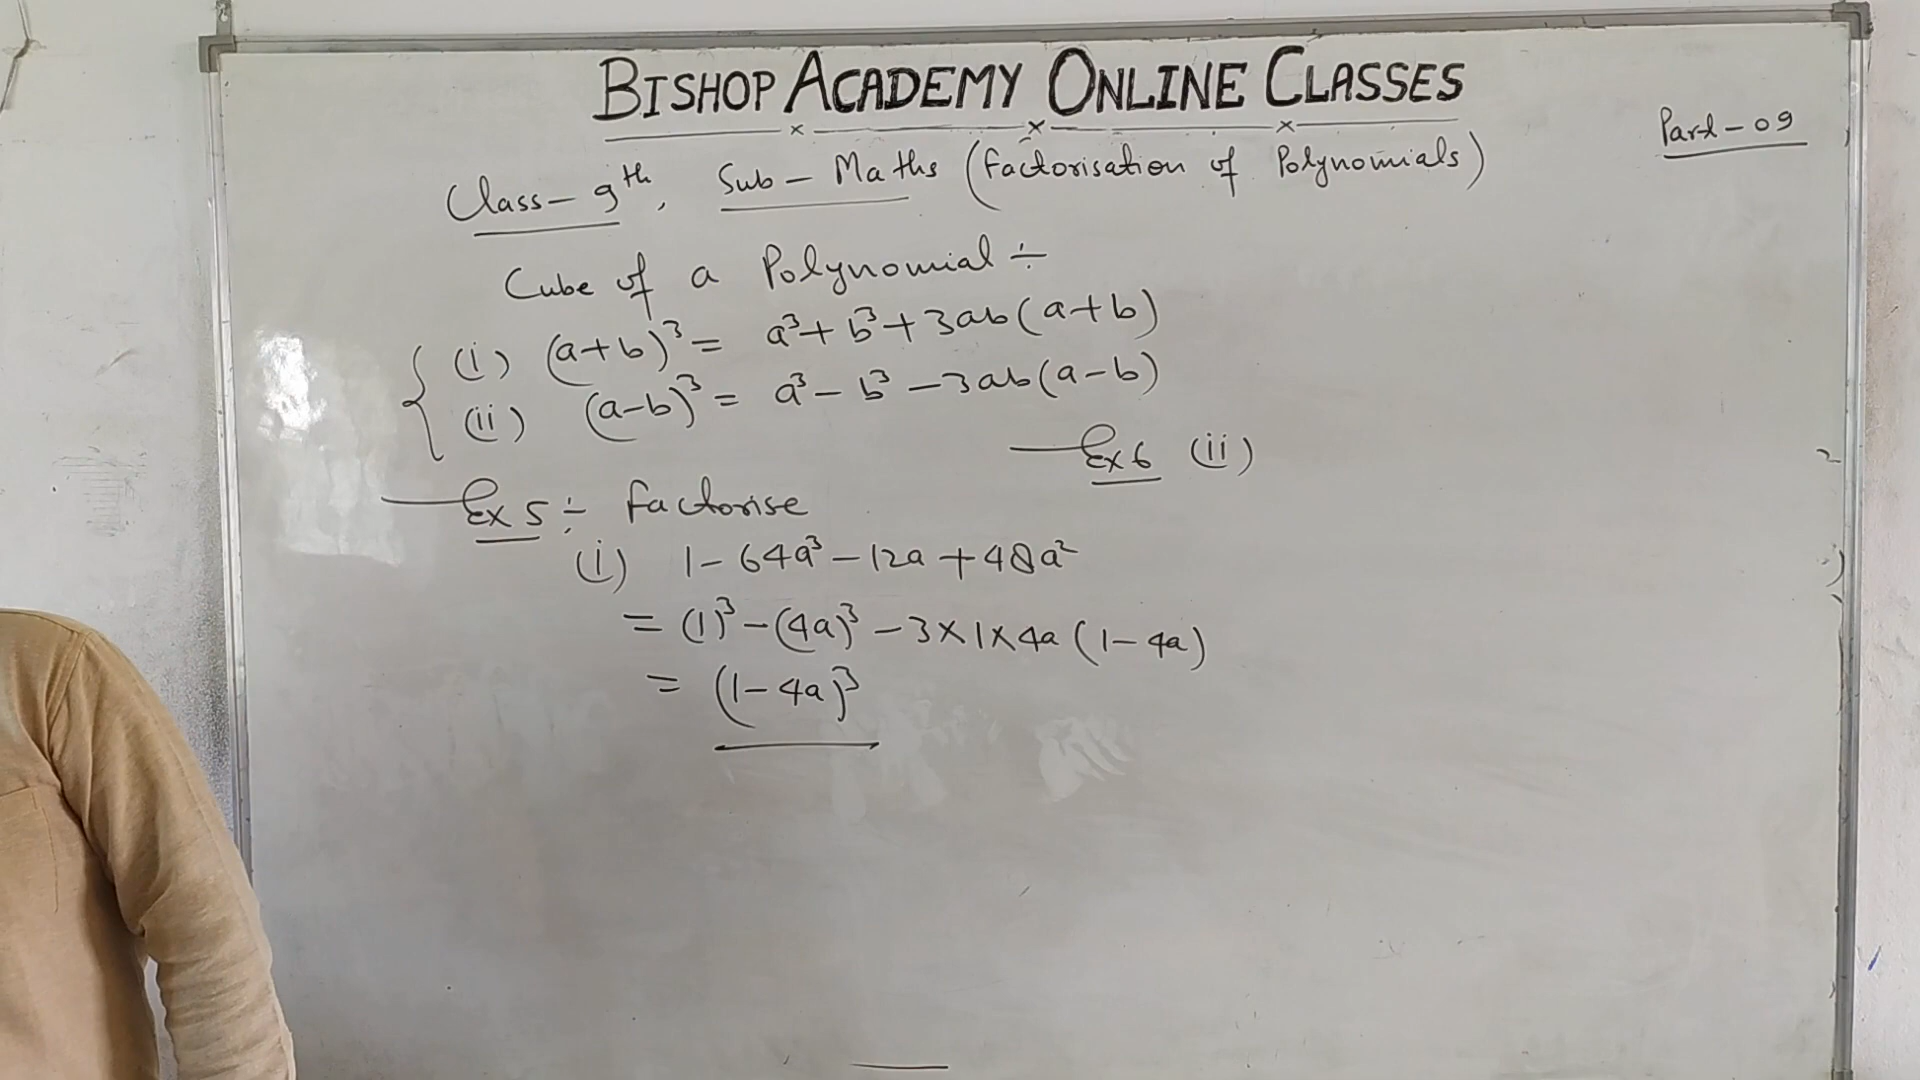 BISHOP ACADEMY ONLINE CLASSES
Part - 09
Class - 9th, Sub - Maths (Factorisation of Polynomials)
Cube of a Polynomial ÷
(i) (a+b)³ = a³ + b³ + 3ab(a+b)
(ii) (a-b)³ = a³ - b³ - 3ab(a-b)
Ex 6 (ii)
Ex 5 ÷ factorise
(i) 1 - 64a³ - 12a + 48a²
= (1)³ - (4a)³ - 3×1×4a (1-4a)
= (1-4a)³